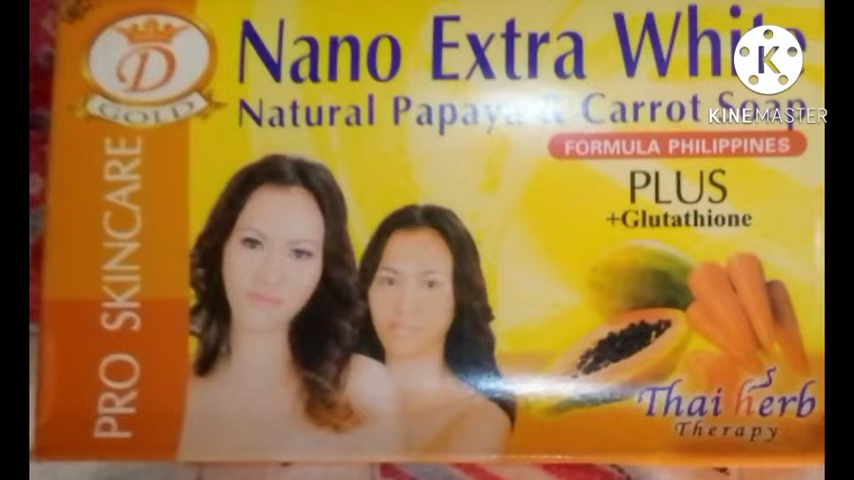 D
GOLD
PRO SKINCARE
Nano Extra White
Natural Papaya & Carrot Soap
FORMULA PHILIPPINES
PLUS
+Glutathione
Thai herb
Therapy
K
KINEMASTER